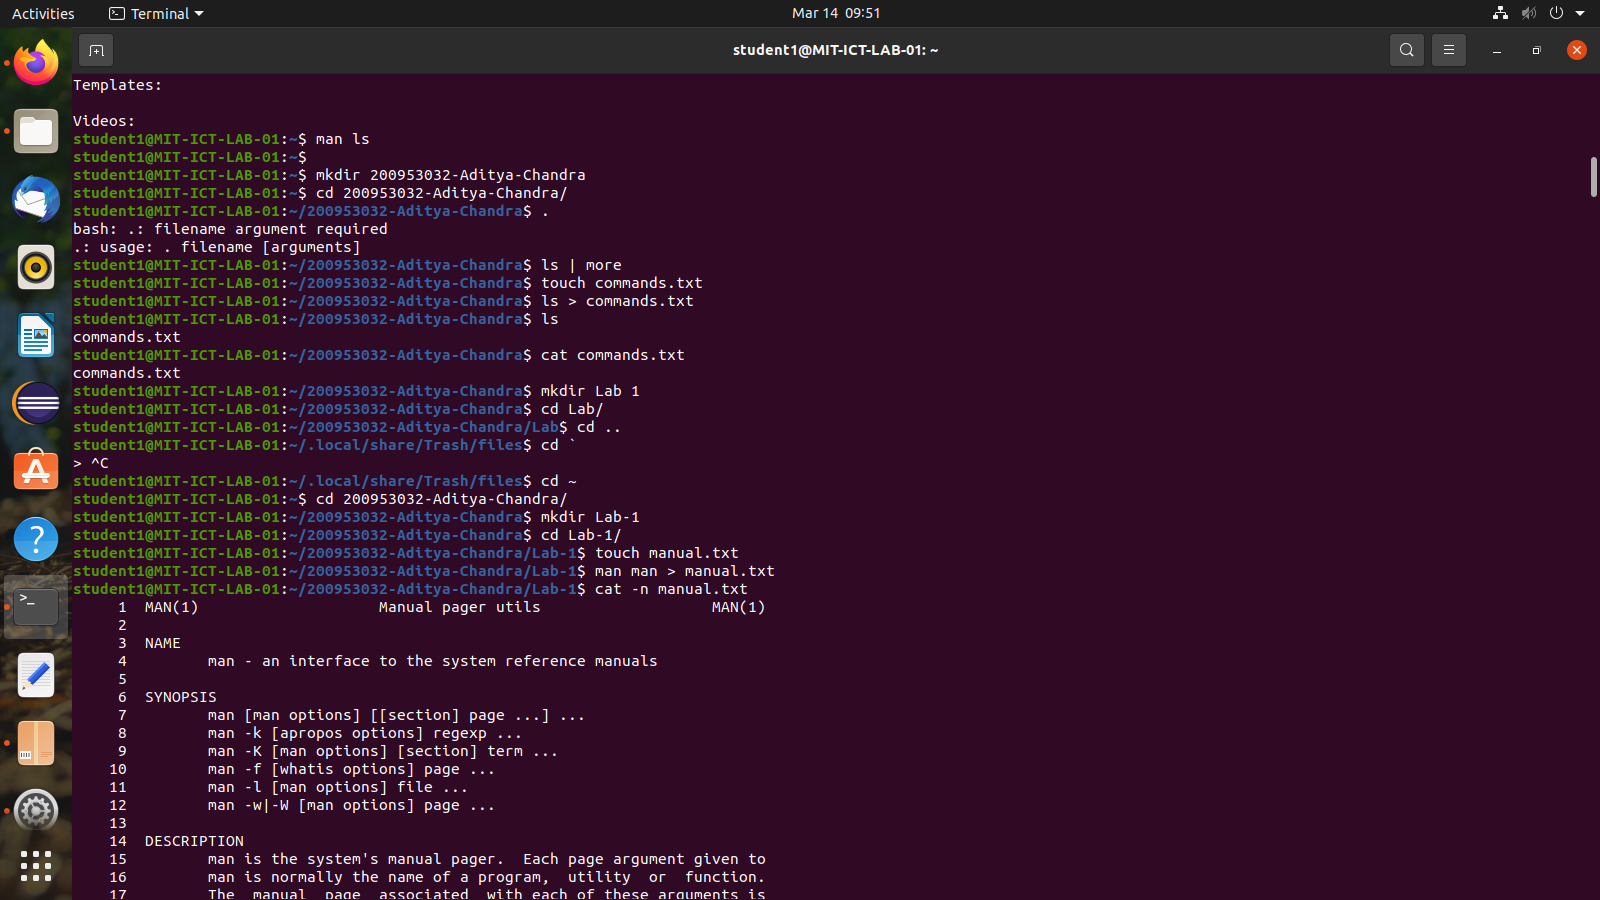 Activities Terminal Mar 14 09:51
student1@MIT-ICT-LAB-01: ~
Templates:
Videos:
student1@MIT-ICT-LAB-01:~$ man ls
student1@MIT-ICT-LAB-01:~$
student1@MIT-ICT-LAB-01:~$ mkdir 200953032-Aditya-Chandra
student1@MIT-ICT-LAB-01:~$ cd 200953032-Aditya-Chandra/
student1@MIT-ICT-LAB-01:~/200953032-Aditya-Chandra$ .
bash: .: filename argument required
.: usage: . filename [arguments]
student1@MIT-ICT-LAB-01:~/200953032-Aditya-Chandra$ ls | more
student1@MIT-ICT-LAB-01:~/200953032-Aditya-Chandra$ touch commands.txt
student1@MIT-ICT-LAB-01:~/200953032-Aditya-Chandra$ ls > commands.txt
student1@MIT-ICT-LAB-01:~/200953032-Aditya-Chandra$ ls
commands.txt
student1@MIT-ICT-LAB-01:~/200953032-Aditya-Chandra$ cat commands.txt
commands.txt
student1@MIT-ICT-LAB-01:~/200953032-Aditya-Chandra$ mkdir Lab 1
student1@MIT-ICT-LAB-01:~/200953032-Aditya-Chandra$ cd Lab/
student1@MIT-ICT-LAB-01:~/200953032-Aditya-Chandra/Lab$ cd ..
student1@MIT-ICT-LAB-01:~/.local/share/Trash/files$ cd `
> ^C
student1@MIT-ICT-LAB-01:~/.local/share/Trash/files$ cd ~
student1@MIT-ICT-LAB-01:~$ cd 200953032-Aditya-Chandra/
student1@MIT-ICT-LAB-01:~/200953032-Aditya-Chandra$ mkdir Lab-1
student1@MIT-ICT-LAB-01:~/200953032-Aditya-Chandra$ cd Lab-1/
student1@MIT-ICT-LAB-01:~/200953032-Aditya-Chandra/Lab-1$ touch manual.txt
student1@MIT-ICT-LAB-01:~/200953032-Aditya-Chandra/Lab-1$ man man > manual.txt
student1@MIT-ICT-LAB-01:~/200953032-Aditya-Chandra/Lab-1$ cat -n manual.txt
1 MAN(1) Manual pager utils MAN(1)
2
3 NAME
4 man - an interface to the system reference manuals
5
6 SYNOPSIS
7 man [man options] [[section] page ...] ...
8 man -k [apropos options] regexp ...
9 man -K [man options] [section] term ...
10 man -f [whatis options] page ...
11 man -l [man options] file ...
12 man -w|-W [man options] page ...
13
14 DESCRIPTION
15 man is the system's manual pager. Each page argument given to
16 man is normally the name of a program, utility or function.
17 The manual page associated with each of these arguments is